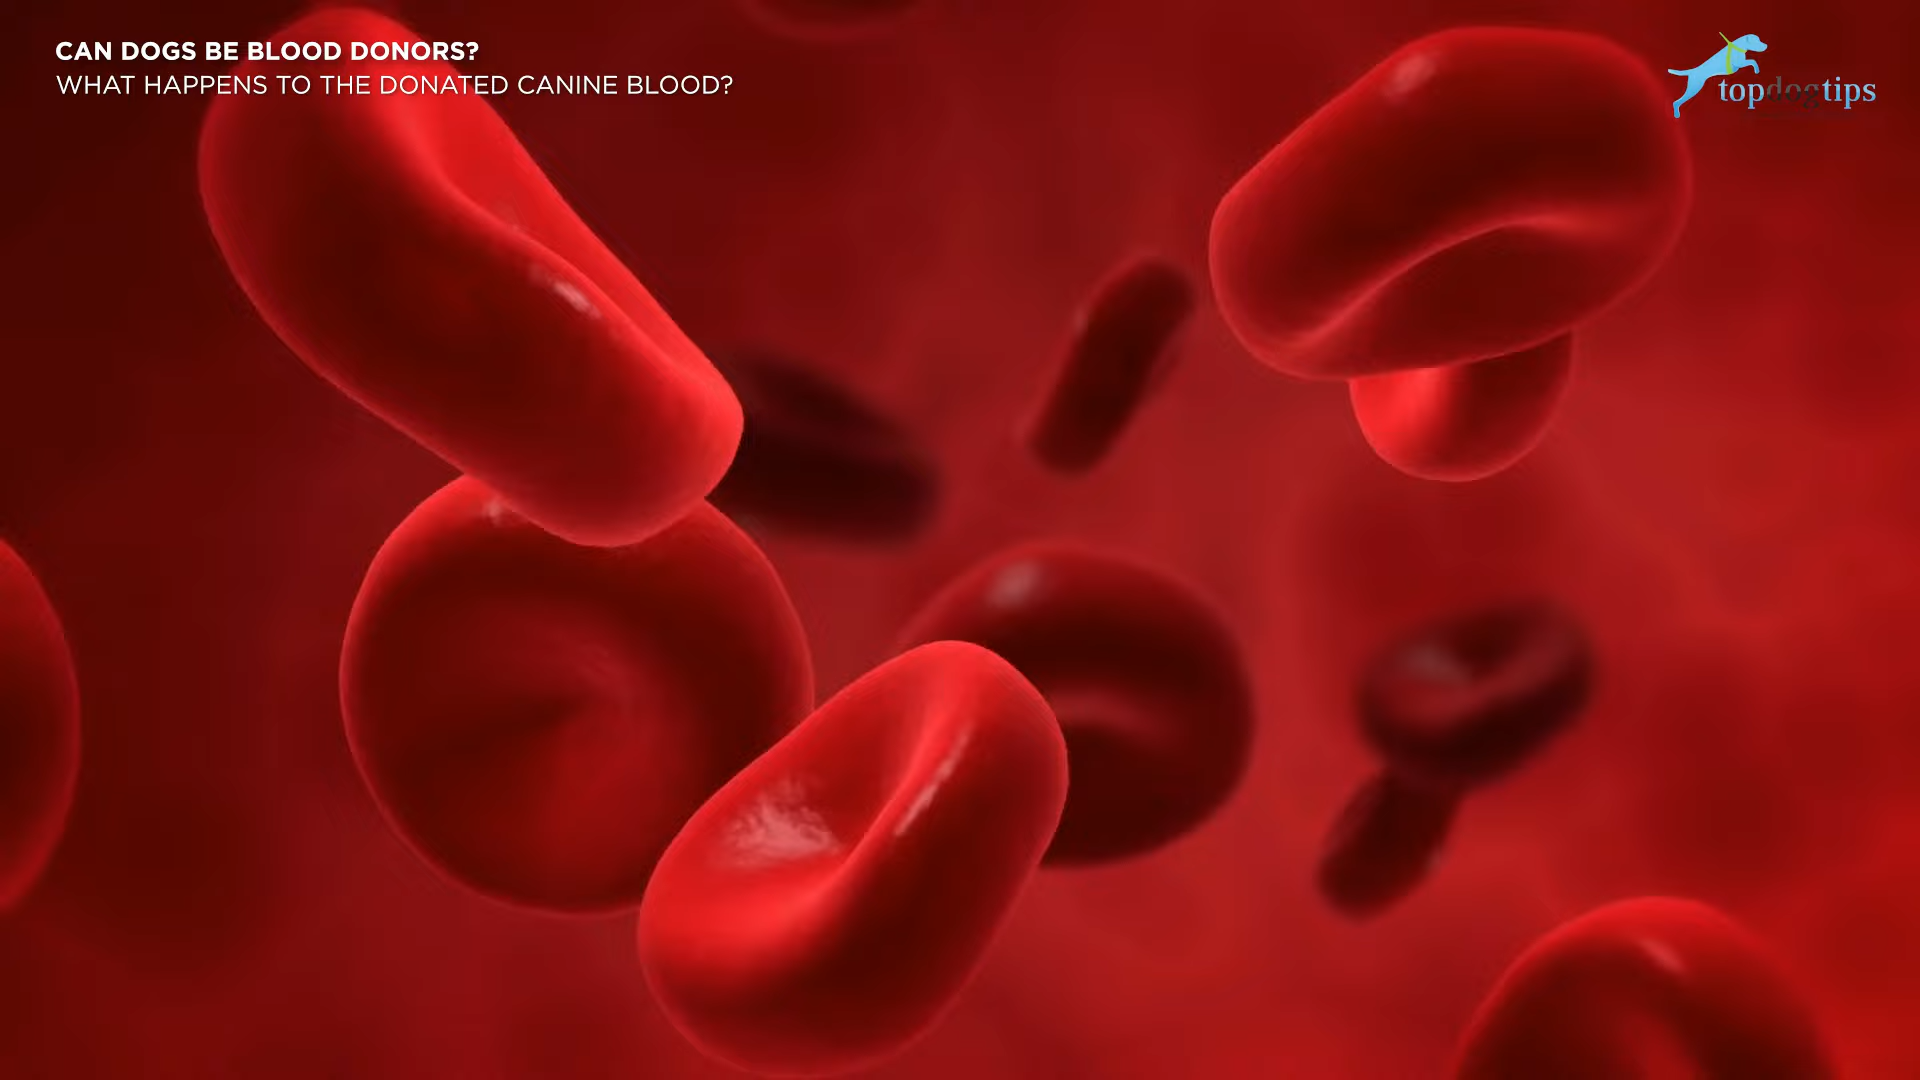 CAN DOGS BE BLOOD DONORS?
WHAT HAPPENS TO THE DONATED CANINE BLOOD?
topdogtips